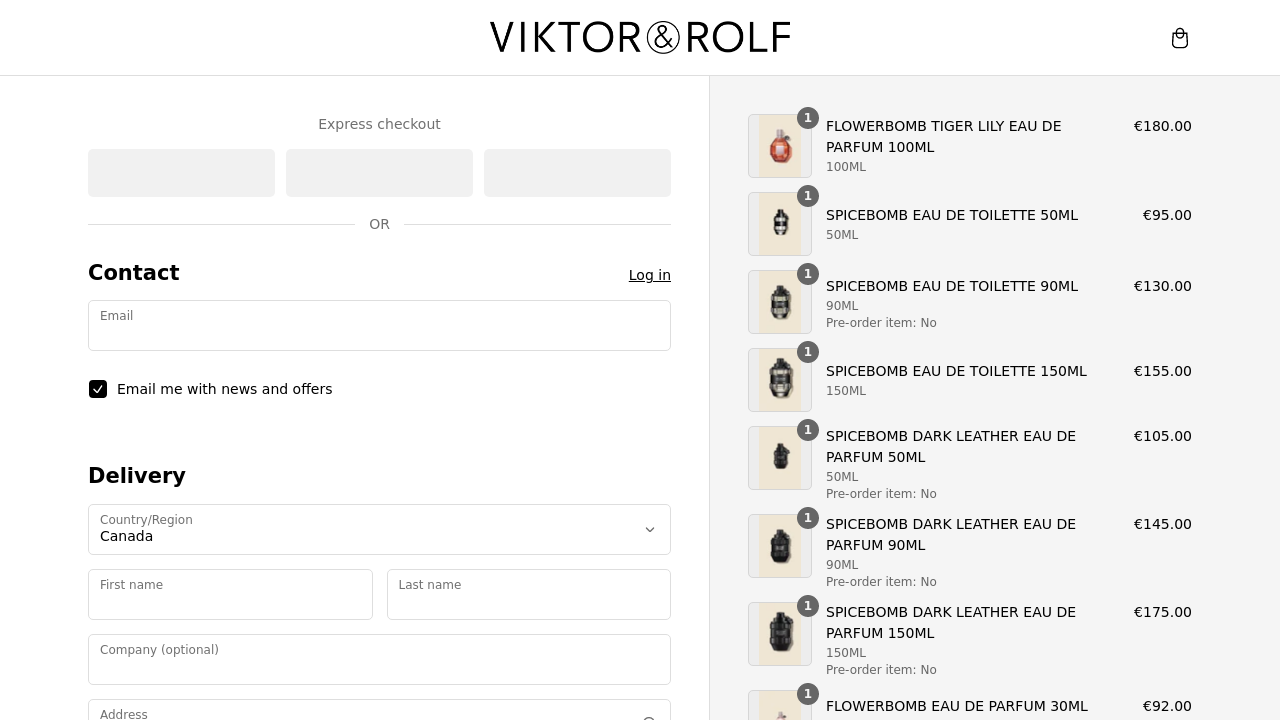 VIKTOR&ROLF
Express checkout
OR
Contact
Log in
Email
Email me with news and offers
Delivery
Country/Region
Canada
First name
Last name
Company (optional)
Address
1
FLOWERBOMB TIGER LILY EAU DE
PARFUM 100ML
100ML
€180.00
1
SPICEBOMB EAU DE TOILETTE 50ML
50ML
€95.00
1
SPICEBOMB EAU DE TOILETTE 90ML
90ML
Pre-order item: No
€130.00
1
SPICEBOMB EAU DE TOILETTE 150ML
150ML
€155.00
1
SPICEBOMB DARK LEATHER EAU DE
PARFUM 50ML
50ML
Pre-order item: No
€105.00
1
SPICEBOMB DARK LEATHER EAU DE
PARFUM 90ML
90ML
Pre-order item: No
€145.00
1
SPICEBOMB DARK LEATHER EAU DE
PARFUM 150ML
150ML
Pre-order item: No
€175.00
1
FLOWERBOMB EAU DE PARFUM 30ML
€92.00